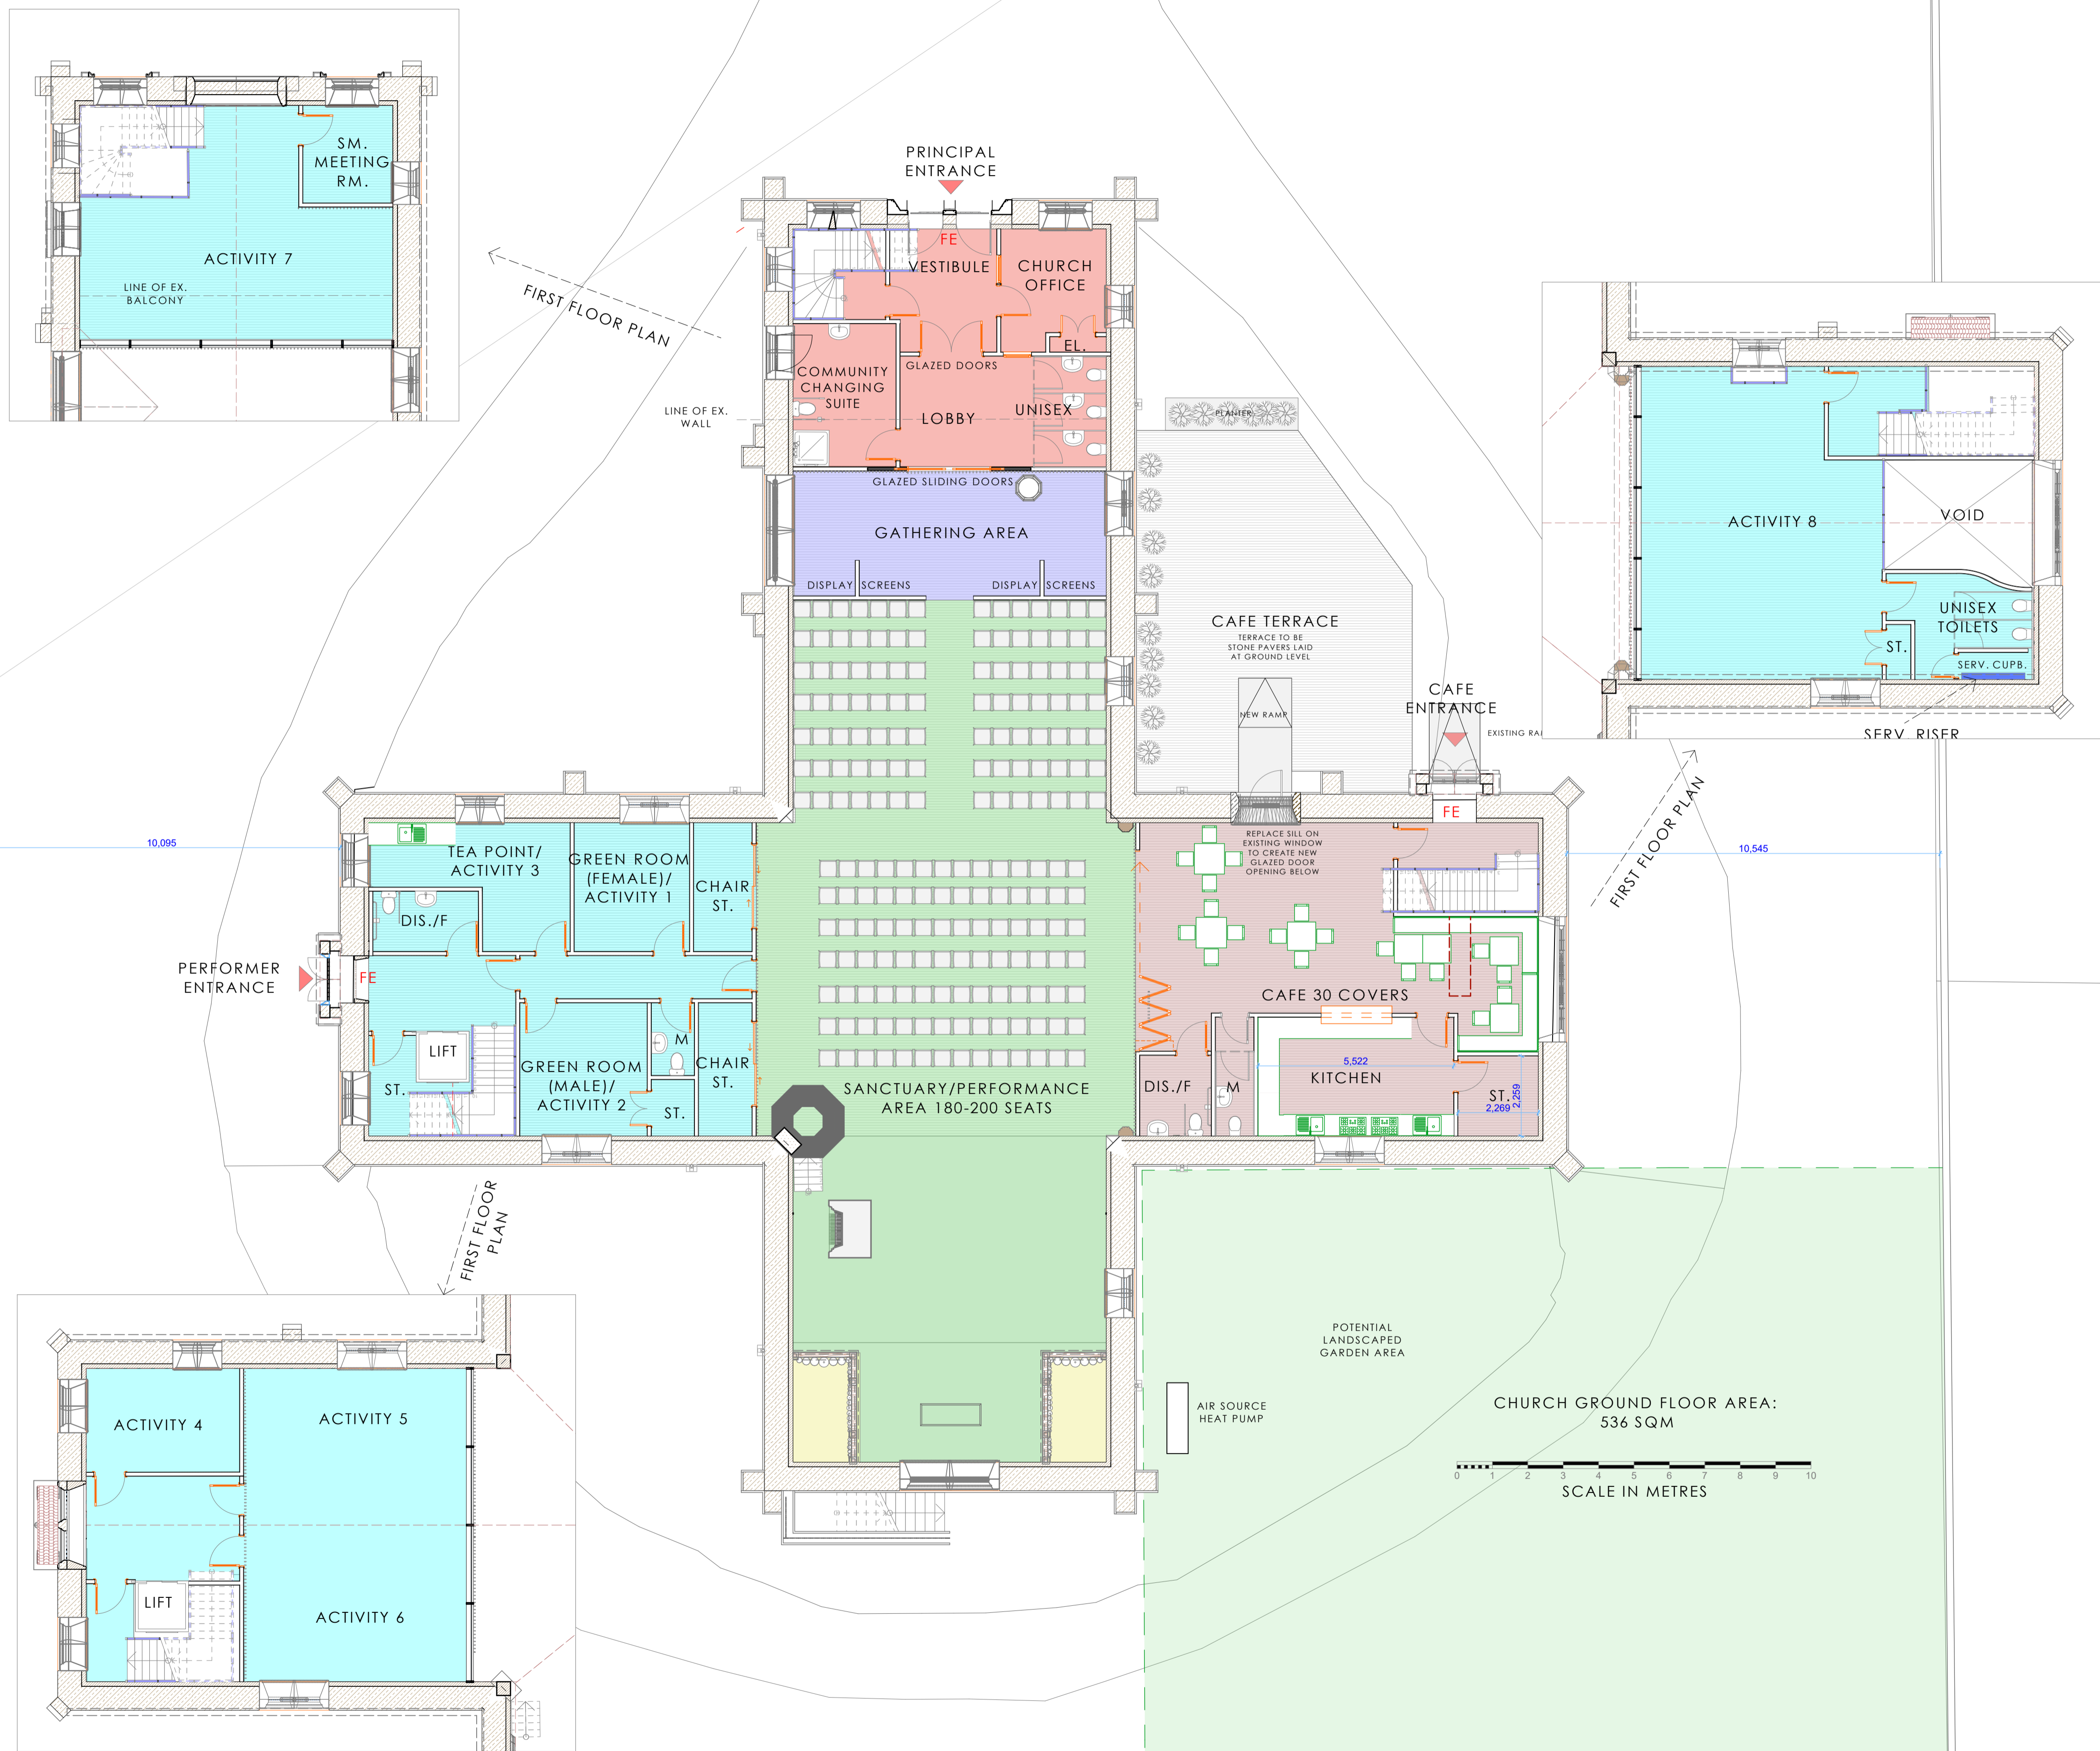 SM.
MEETING
RM.
ACTIVITY 7
LINE OF EX.
BALCONY
FIRST FLOOR PLAN
PRINCIPAL
ENTRANCE
FE
VESTIBULE
CHURCH
OFFICE
EL.
GLAZED DOORS
COMMUNITY
CHANGING
SUITE
LOBBY
UNISEX
LINE OF EX.
WALL
GLAZED SLIDING DOORS
GATHERING AREA
DISPLAY SCREENS
DISPLAY SCREENS
PLANTER
CAFE TERRACE
TERRACE TO BE
STONE PAVERS LAID
AT GROUND LEVEL
NEW RAMP
CAFE
ENTRANCE
EXISTING RA
FE
ACTIVITY 8
VOID
UNISEX
TOILETS
ST.
SERV. CUPB.
SERV. RISER
FIRST FLOOR PLAN
10,095
10,545
TEA POINT/
ACTIVITY 3
GREEN ROOM
(FEMALE)/
ACTIVITY 1
CHAIR
ST.
DIS./F
PERFORMER
ENTRANCE
FE
LIFT
ST.
GREEN ROOM
(MALE)/
ACTIVITY 2
M
ST.
CHAIR
ST.
SANCTUARY/PERFORMANCE
AREA 180-200 SEATS
REPLACE SILL ON
EXISTING WINDOW
TO CREATE NEW
GLAZED DOOR
OPENING BELOW
CAFE 30 COVERS
DIS./F
M
5,522
KITCHEN
ST.
2,269
2,259
FIRST FLOOR
PLAN
ACTIVITY 4
ACTIVITY 5
LIFT
ACTIVITY 6
POTENTIAL
LANDSCAPED
GARDEN AREA
AIR SOURCE
HEAT PUMP
CHURCH GROUND FLOOR AREA:
536 SQM
0 1 2 3 4 5 6 7 8 9 10
SCALE IN METRES